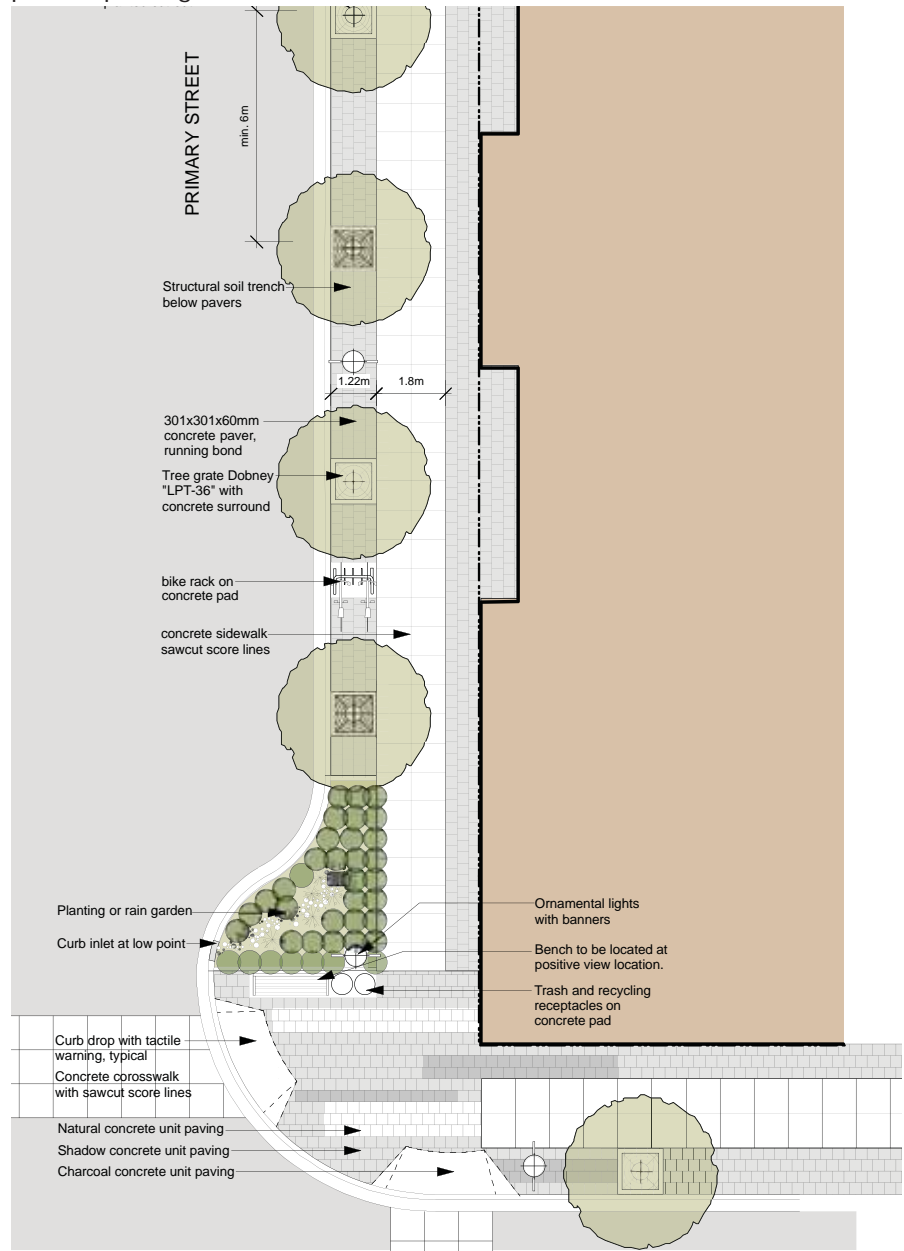 PRIMARY STREET
min. 6m
Structural soil trench
below pavers
1.22m
1.8m
301x301x60mm
concrete paver,
running bond
Tree grate Dobney
"LPT-36" with
concrete surround
bike rack on
concrete pad
concrete sidewalk
sawcut score lines
Planting or rain garden
Curb inlet at low point
Ornamental lights
with banners
Bench to be located at
positive view location.
Trash and recycling
receptacles on
concrete pad
Curb drop with tactile
warning, typical
Concrete corosswalk
with sawcut score lines
Natural concrete unit paving
Shadow concrete unit paving
Charcoal concrete unit paving